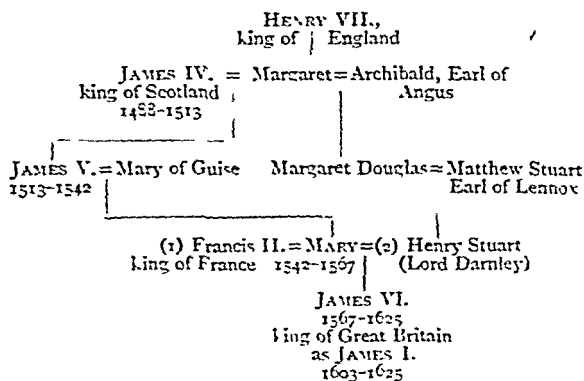 HENRY VII.,
king of England
JAMES IV. = Margaret = Archibald, Earl of
king of Scotland Angus
1488-1513
JAMES V. = Mary of Guise Margaret Douglas = Matthew Stuart
1513-1542 Earl of Lennox
(1) Francis II. = MARY = (2) Henry Stuart
king of France 1542-1567 (Lord Darnley)
JAMES VI.
1567-1625
king of Great Britain
as JAMES I.
1603-1625